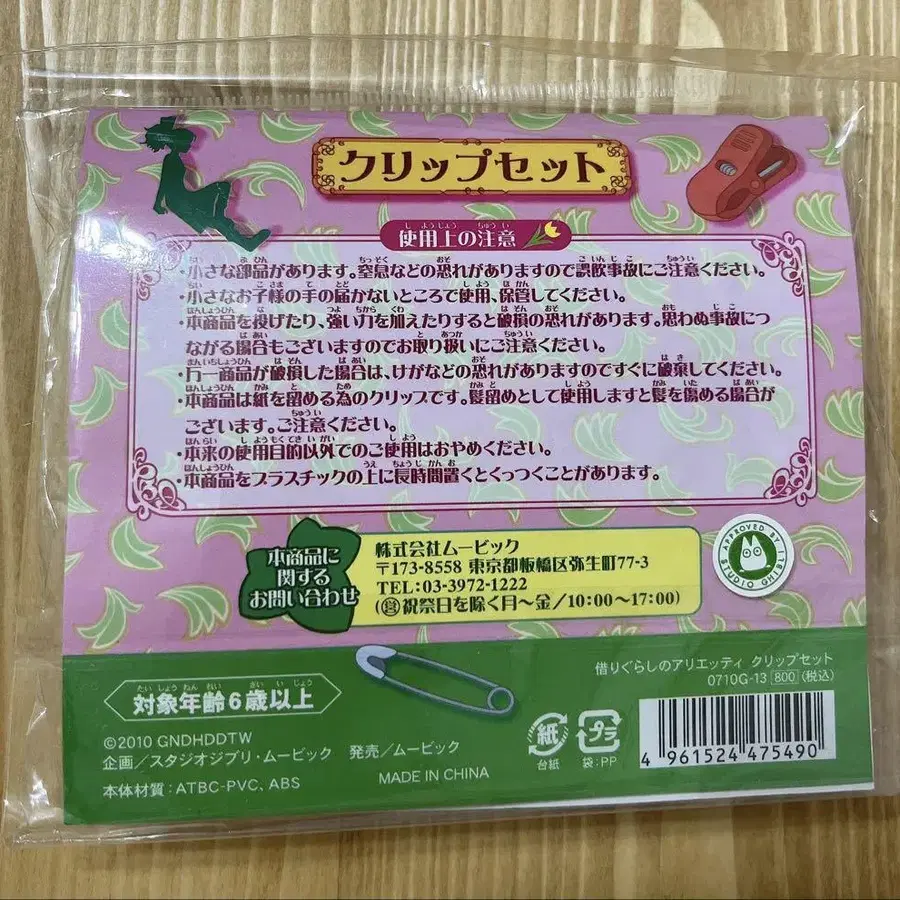 クリップセット
使用上の注意
・小さな部品があります。窒息などの恐れがありますので誤飲事故にご注意ください。
・小さなお子様の手の届かないところで使用、保管してください。
・本商品を投げたり、強い力を加えたりすると破損の恐れがあります。思わぬ事故につ
ながる場合もございますのでお取り扱いにご注意ください。
・万一商品が破損した場合は、けがなどの恐れがありますのですぐに破棄してください。
・本商品は紙を留める為のクリップです。髪留めとして使用しますと髪を傷める場合が
ございます。ご注意ください。
・本来の使用目的以外でのご使用はおやめください。
・本商品をプラスチックの上に長時間置くとくっつくことがあります。
本商品に
関する
お問い合わせ
株式会社ムービック
〒173-8558 東京都板橋区弥生町77-3
TEL:03-3972-1222
(営祝祭日を除く月～金/10:00～17:00)
APPROVED BY
STUDIO GHIBLI
対象年齢6歳以上
©2010 GNDHDDTW
企画/スタジオジブリ・ムービック 発売/ムービック
本体材質:ATBC-PVC、ABS
MADE IN CHINA
紙
台紙
プラ
袋:PP
借りぐらしのアリエッティ クリップセット
0710G-13 800 (税込)
4 961524 475490